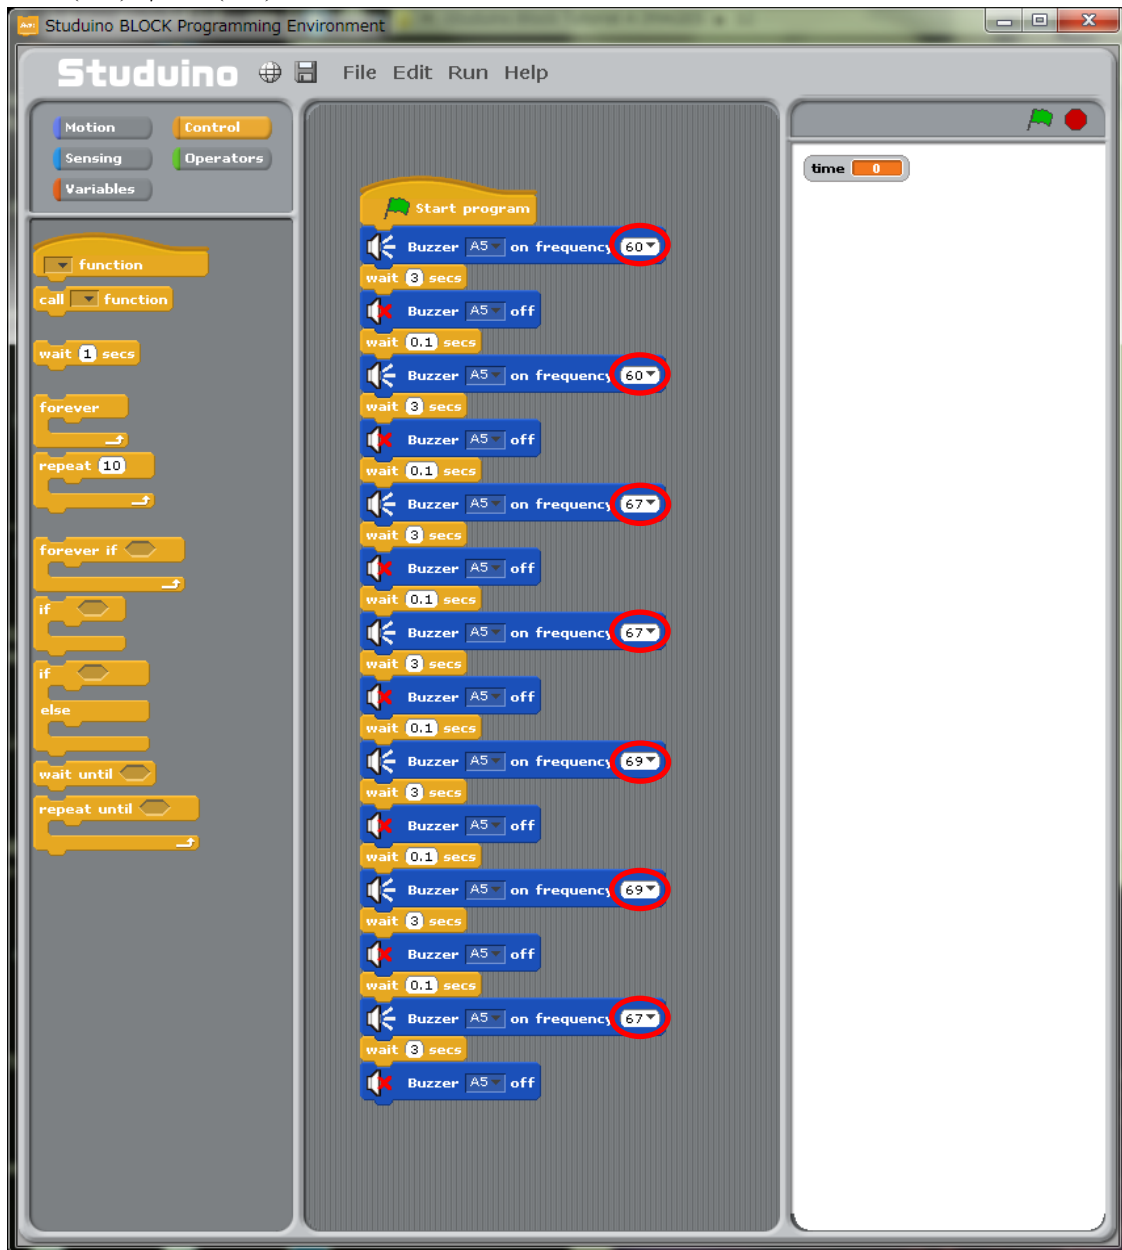 Studuino BLOCK Programming Environment
Studuino File Edit Run Help
Motion Control
Sensing Operators
Variables
function
call function
wait 1 secs
forever
repeat 10
forever if
if
if
else
wait until
repeat until
Start program
Buzzer A5 on frequency 60
wait 3 secs
Buzzer A5 off
wait 0.1 secs
Buzzer A5 on frequency 60
wait 3 secs
Buzzer A5 off
wait 0.1 secs
Buzzer A5 on frequency 67
wait 3 secs
Buzzer A5 off
wait 0.1 secs
Buzzer A5 on frequency 67
wait 3 secs
Buzzer A5 off
wait 0.1 secs
Buzzer A5 on frequency 69
wait 3 secs
Buzzer A5 off
wait 0.1 secs
Buzzer A5 on frequency 69
wait 3 secs
Buzzer A5 off
wait 0.1 secs
Buzzer A5 on frequency 67
wait 3 secs
Buzzer A5 off
time 0